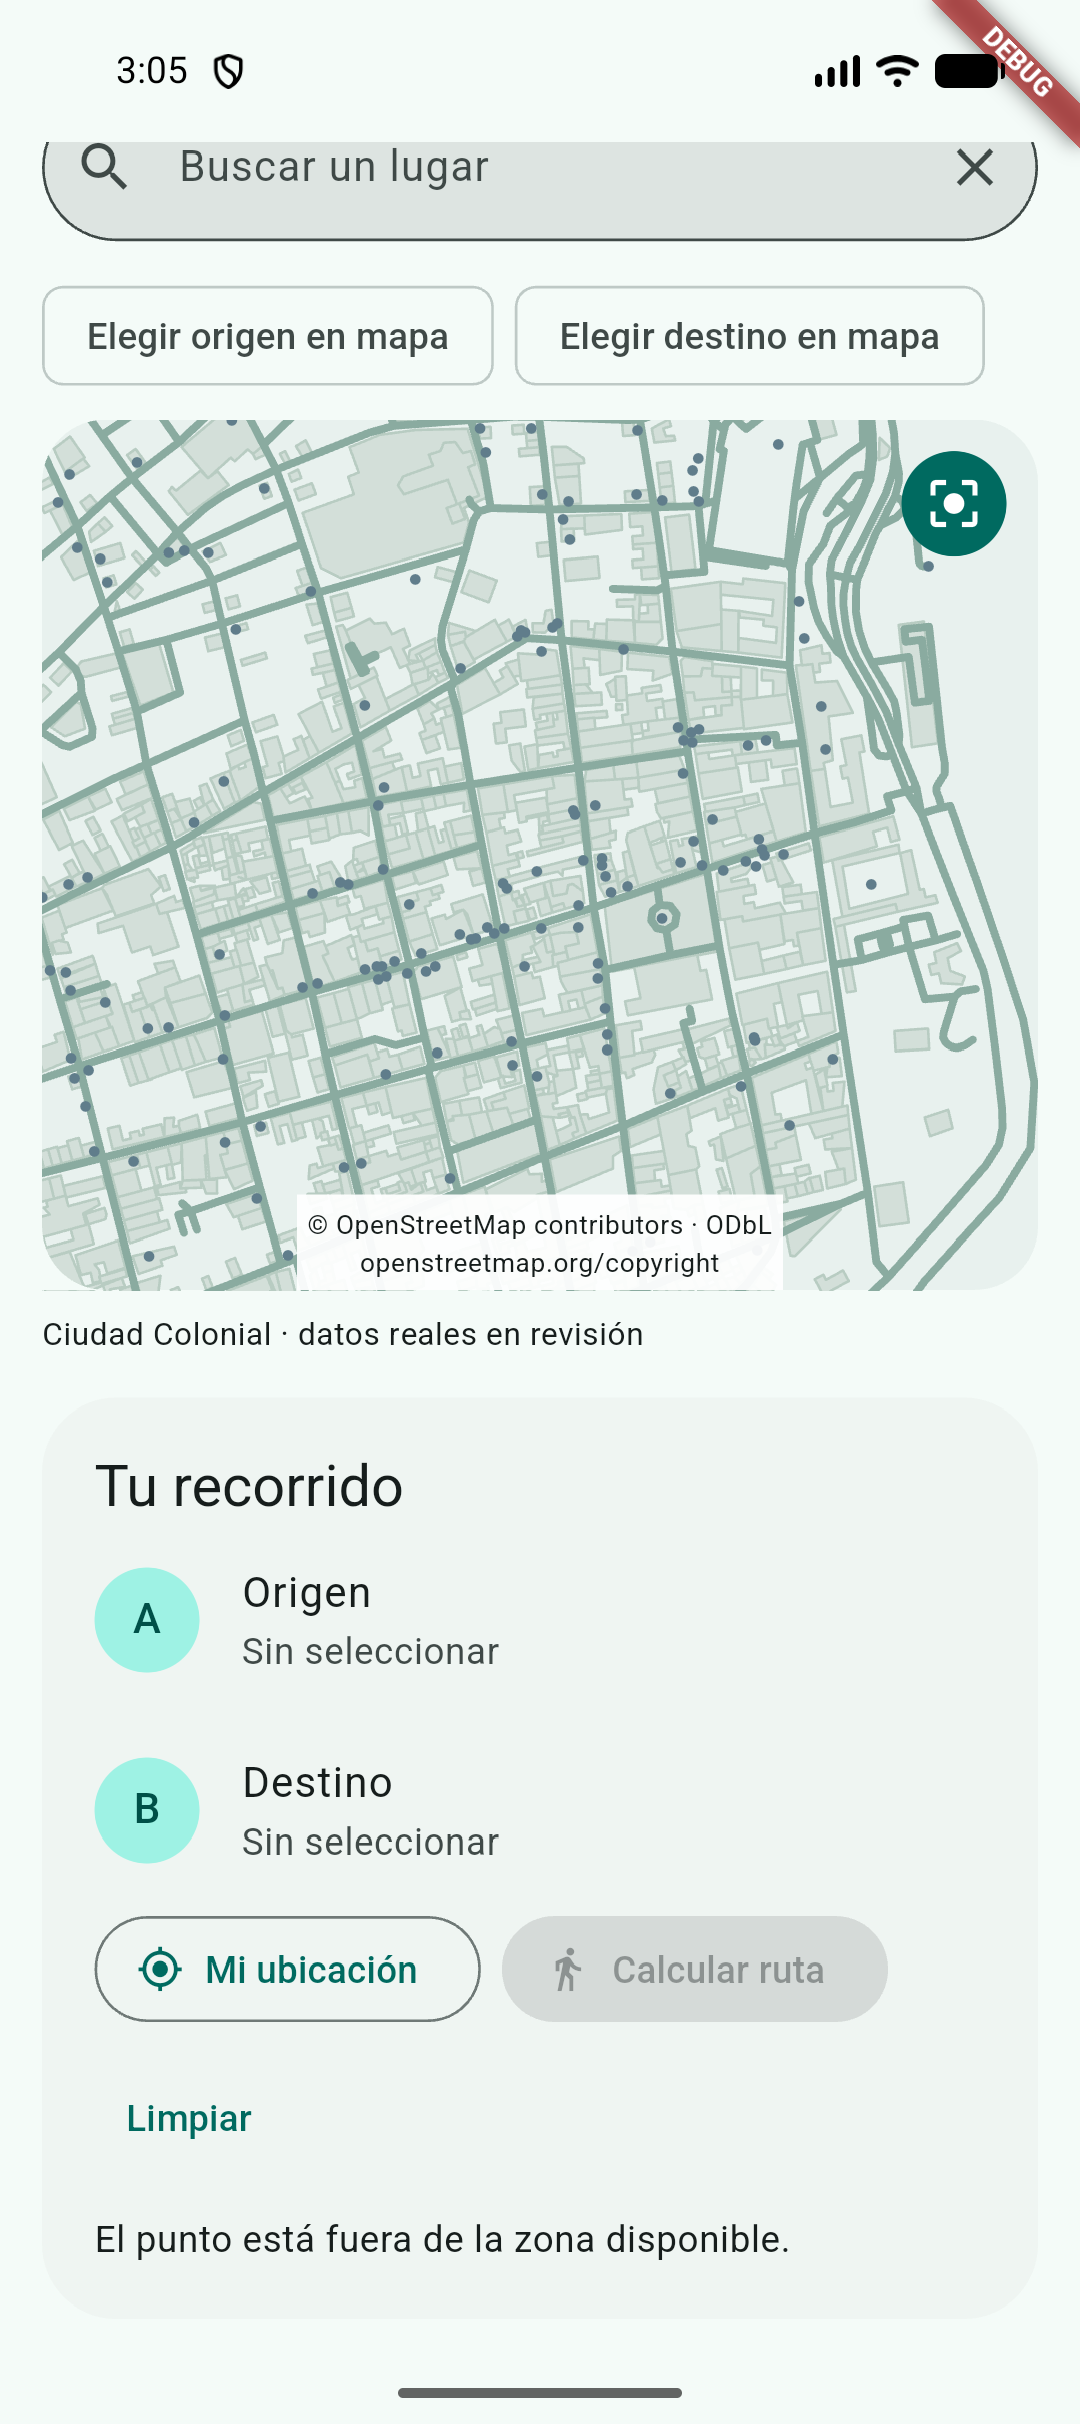 3:05
DEBUG
Buscar un lugar
Elegir origen en mapa
Elegir destino en mapa
© OpenStreetMap contributors · ODbL
openstreetmap.org/copyright
Ciudad Colonial · datos reales en revisión
Tu recorrido
A
Origen
Sin seleccionar
B
Destino
Sin seleccionar
Mi ubicación
Calcular ruta
Limpiar
El punto está fuera de la zona disponible.